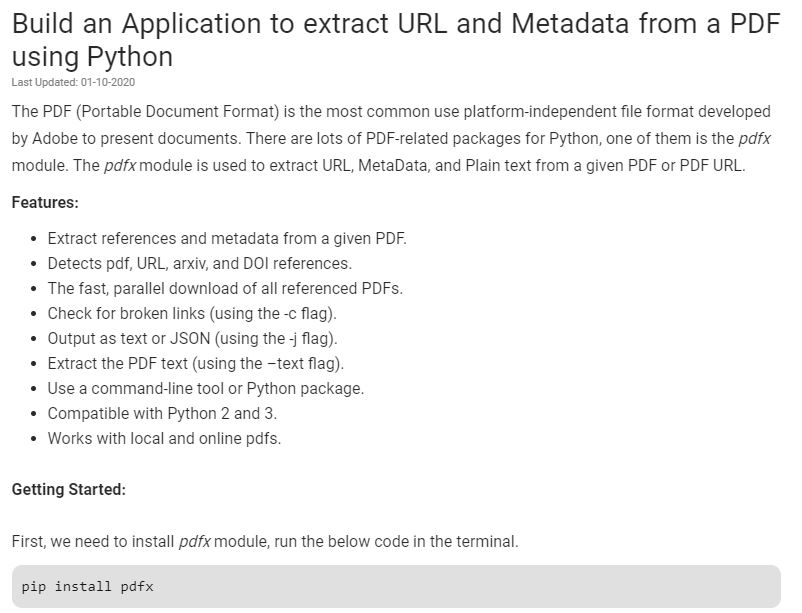 Build an Application to extract URL and Metadata from a PDF
using Python
Last Updated: 01-10-2020
The PDF (Portable Document Format) is the most common use platform-independent file format developed
by Adobe to present documents. There are lots of PDF-related packages for Python, one of them is the pdfx
module. The pdfx module is used to extract URL, MetaData, and Plain text from a given PDF or PDF URL.
Features:
• Extract references and metadata from a given PDF.
• Detects pdf, URL, arxiv, and DOI references.
• The fast, parallel download of all referenced PDFs.
• Check for broken links (using the -c flag).
• Output as text or JSON (using the -j flag).
• Extract the PDF text (using the –text flag).
• Use a command-line tool or Python package.
• Compatible with Python 2 and 3.
• Works with local and online pdfs.
Getting Started:
First, we need to install pdfx module, run the below code in the terminal.
pip install pdfx